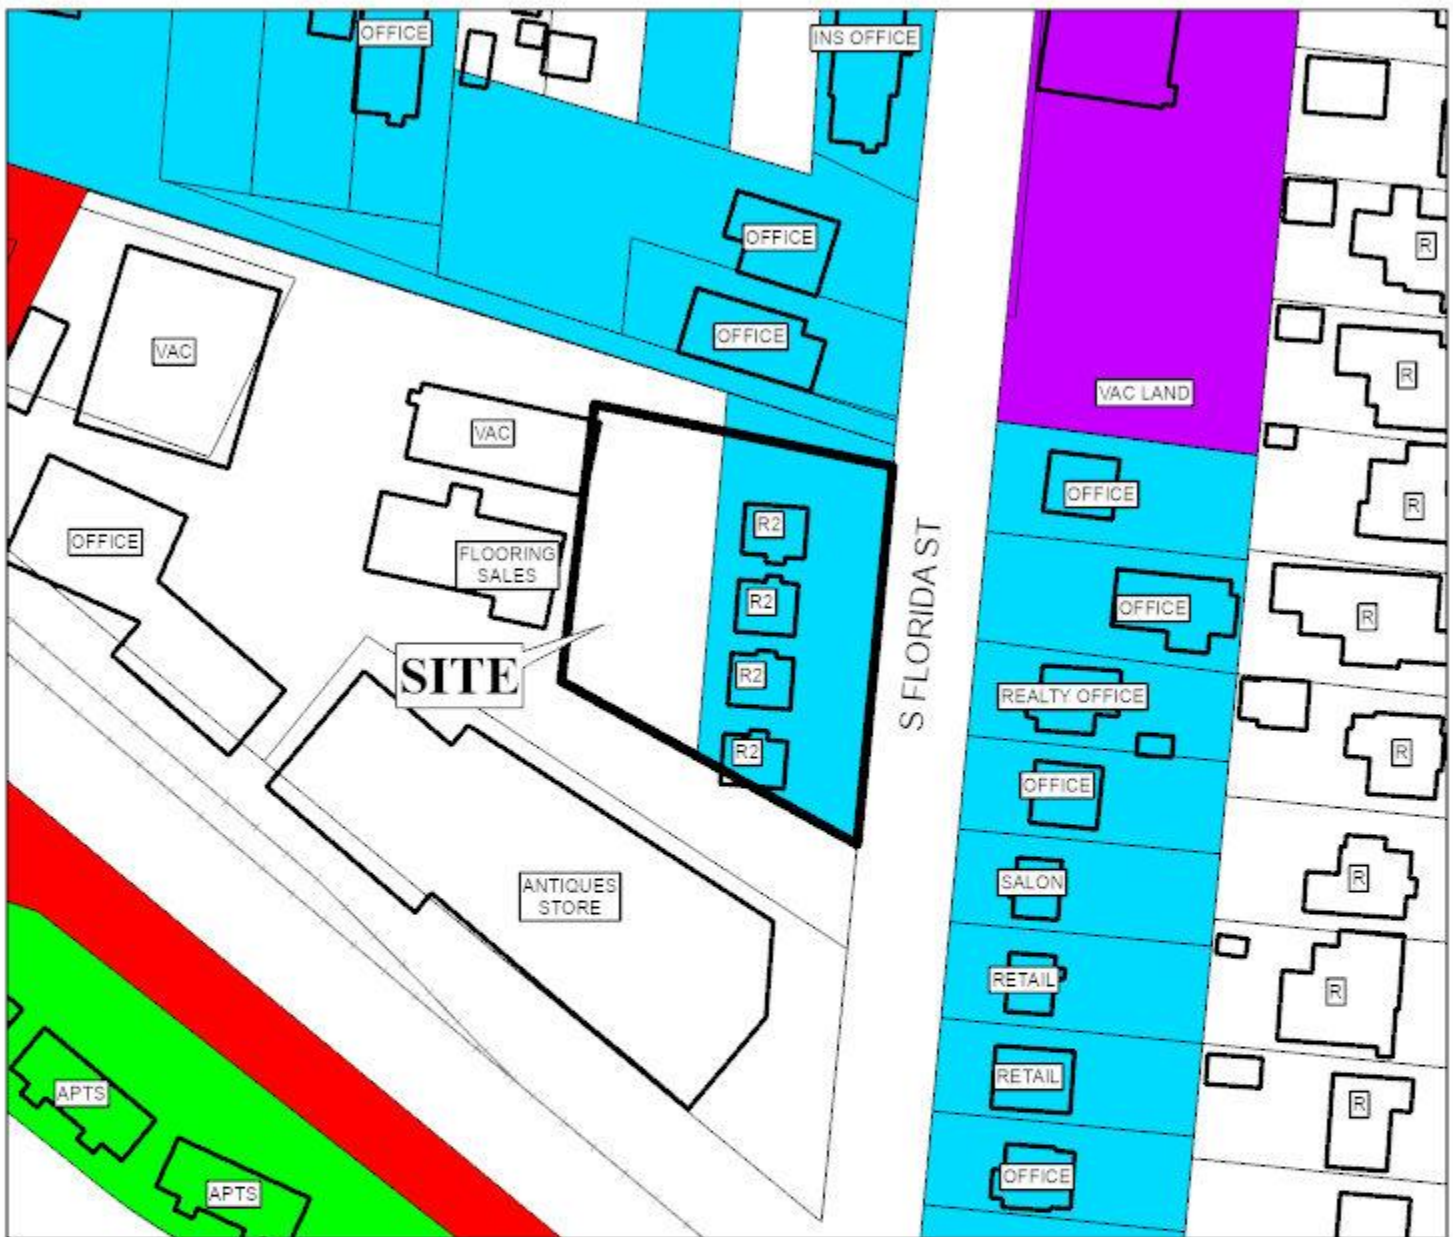 OFFICE
INS OFFICE
OFFICE
R
OFFICE
VAC
R
VAC LAND
VAC
OFFICE
R
R2
OFFICE
FLOORING
SALES
R2
OFFICE
R
SITE
R2
S FLORIDA ST
REALTY OFFICE
R2
R
OFFICE
ANTIQUES
STORE
SALON
R
RETAIL
R
RETAIL
APTS
R
APTS
OFFICE